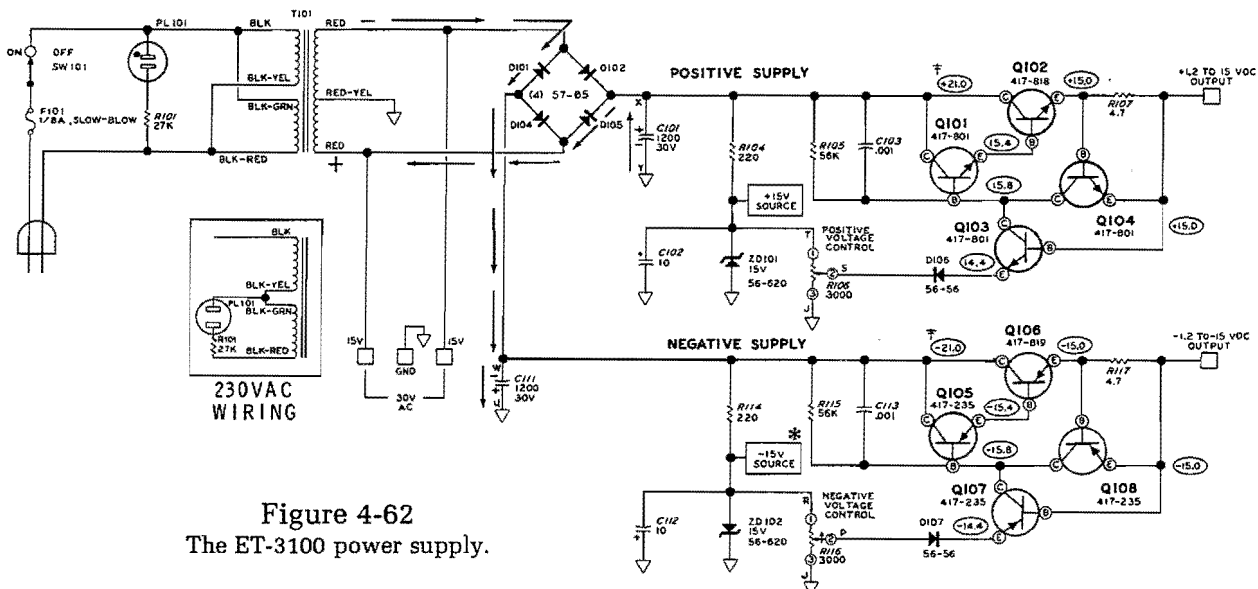 T101
PL101
BLK
RED
ON
OFF
SW101
F101
1/8A, SLOW-BLOW
R101
27K
BLK-YEL
BLK-GRN
BLK-RED
RED-YEL
RED
D101
D102
(4) 57-65
D104
D105
POSITIVE SUPPLY
X
C101
1200
30V
Y
R104
220
R105
56K
C103
.001
+21.0
Q102
417-818
+15.0
R107
4.7
+1.2 TO 15 VDC
OUTPUT
Q101
417-801
15.4
15.8
Q103
417-801
14.4
Q104
417-801
+15.0
+15V
SOURCE
C102
10
ZD101
15V
56-620
POSITIVE
VOLTAGE
CONTROL
T
1
2
S
R106
3000
3
J
D106
56-56
C
B
E
C
B
E
C
B
E
C
B
E
BLK
BLK-YEL
PL101
BLK-GRN
R101
27K
BLK-RED
230VAC
WIRING
15V
GND
15V
30V
AC
W
C111
1200
30V
NEGATIVE SUPPLY
R114
220
R115
56K
C113
.001
-21.0
Q106
417-819
-15.0
R117
4.7
-1.2 TO-15 VDC
OUTPUT
Q105
417-235
-15.4
-15.8
Q107
417-235
-14.4
Q108
417-235
-15.0
-15V
SOURCE
*
C112
10
ZD102
15V
56-620
NEGATIVE
VOLTAGE
CONTROL
R
1
2
P
R116
3000
3
J
D107
56-56
C
B
E
C
B
E
C
B
E
C
B
E
Figure 4-62
The ET-3100 power supply.